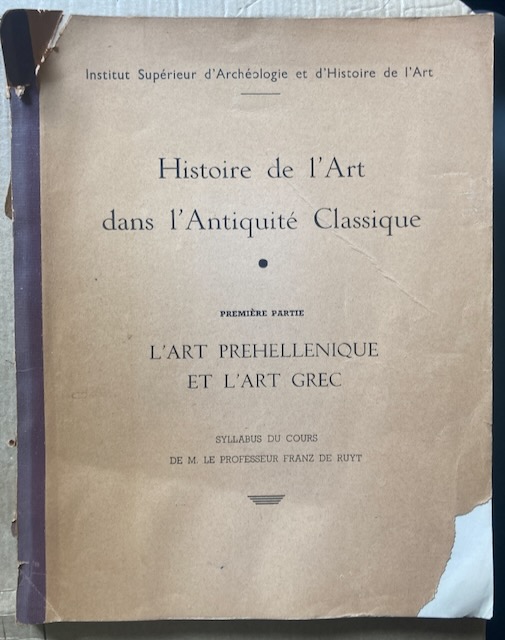 Institut Supérieur d'Archéologie et d'Histoire de l'Art
Histoire de l'Art
dans l'Antiquité Classique
PREMIÈRE PARTIE
L'ART PREHELLENIQUE
ET L'ART GREC
SYLLABUS DU COURS
DE M. LE PROFESSEUR FRANZ DE RUYT